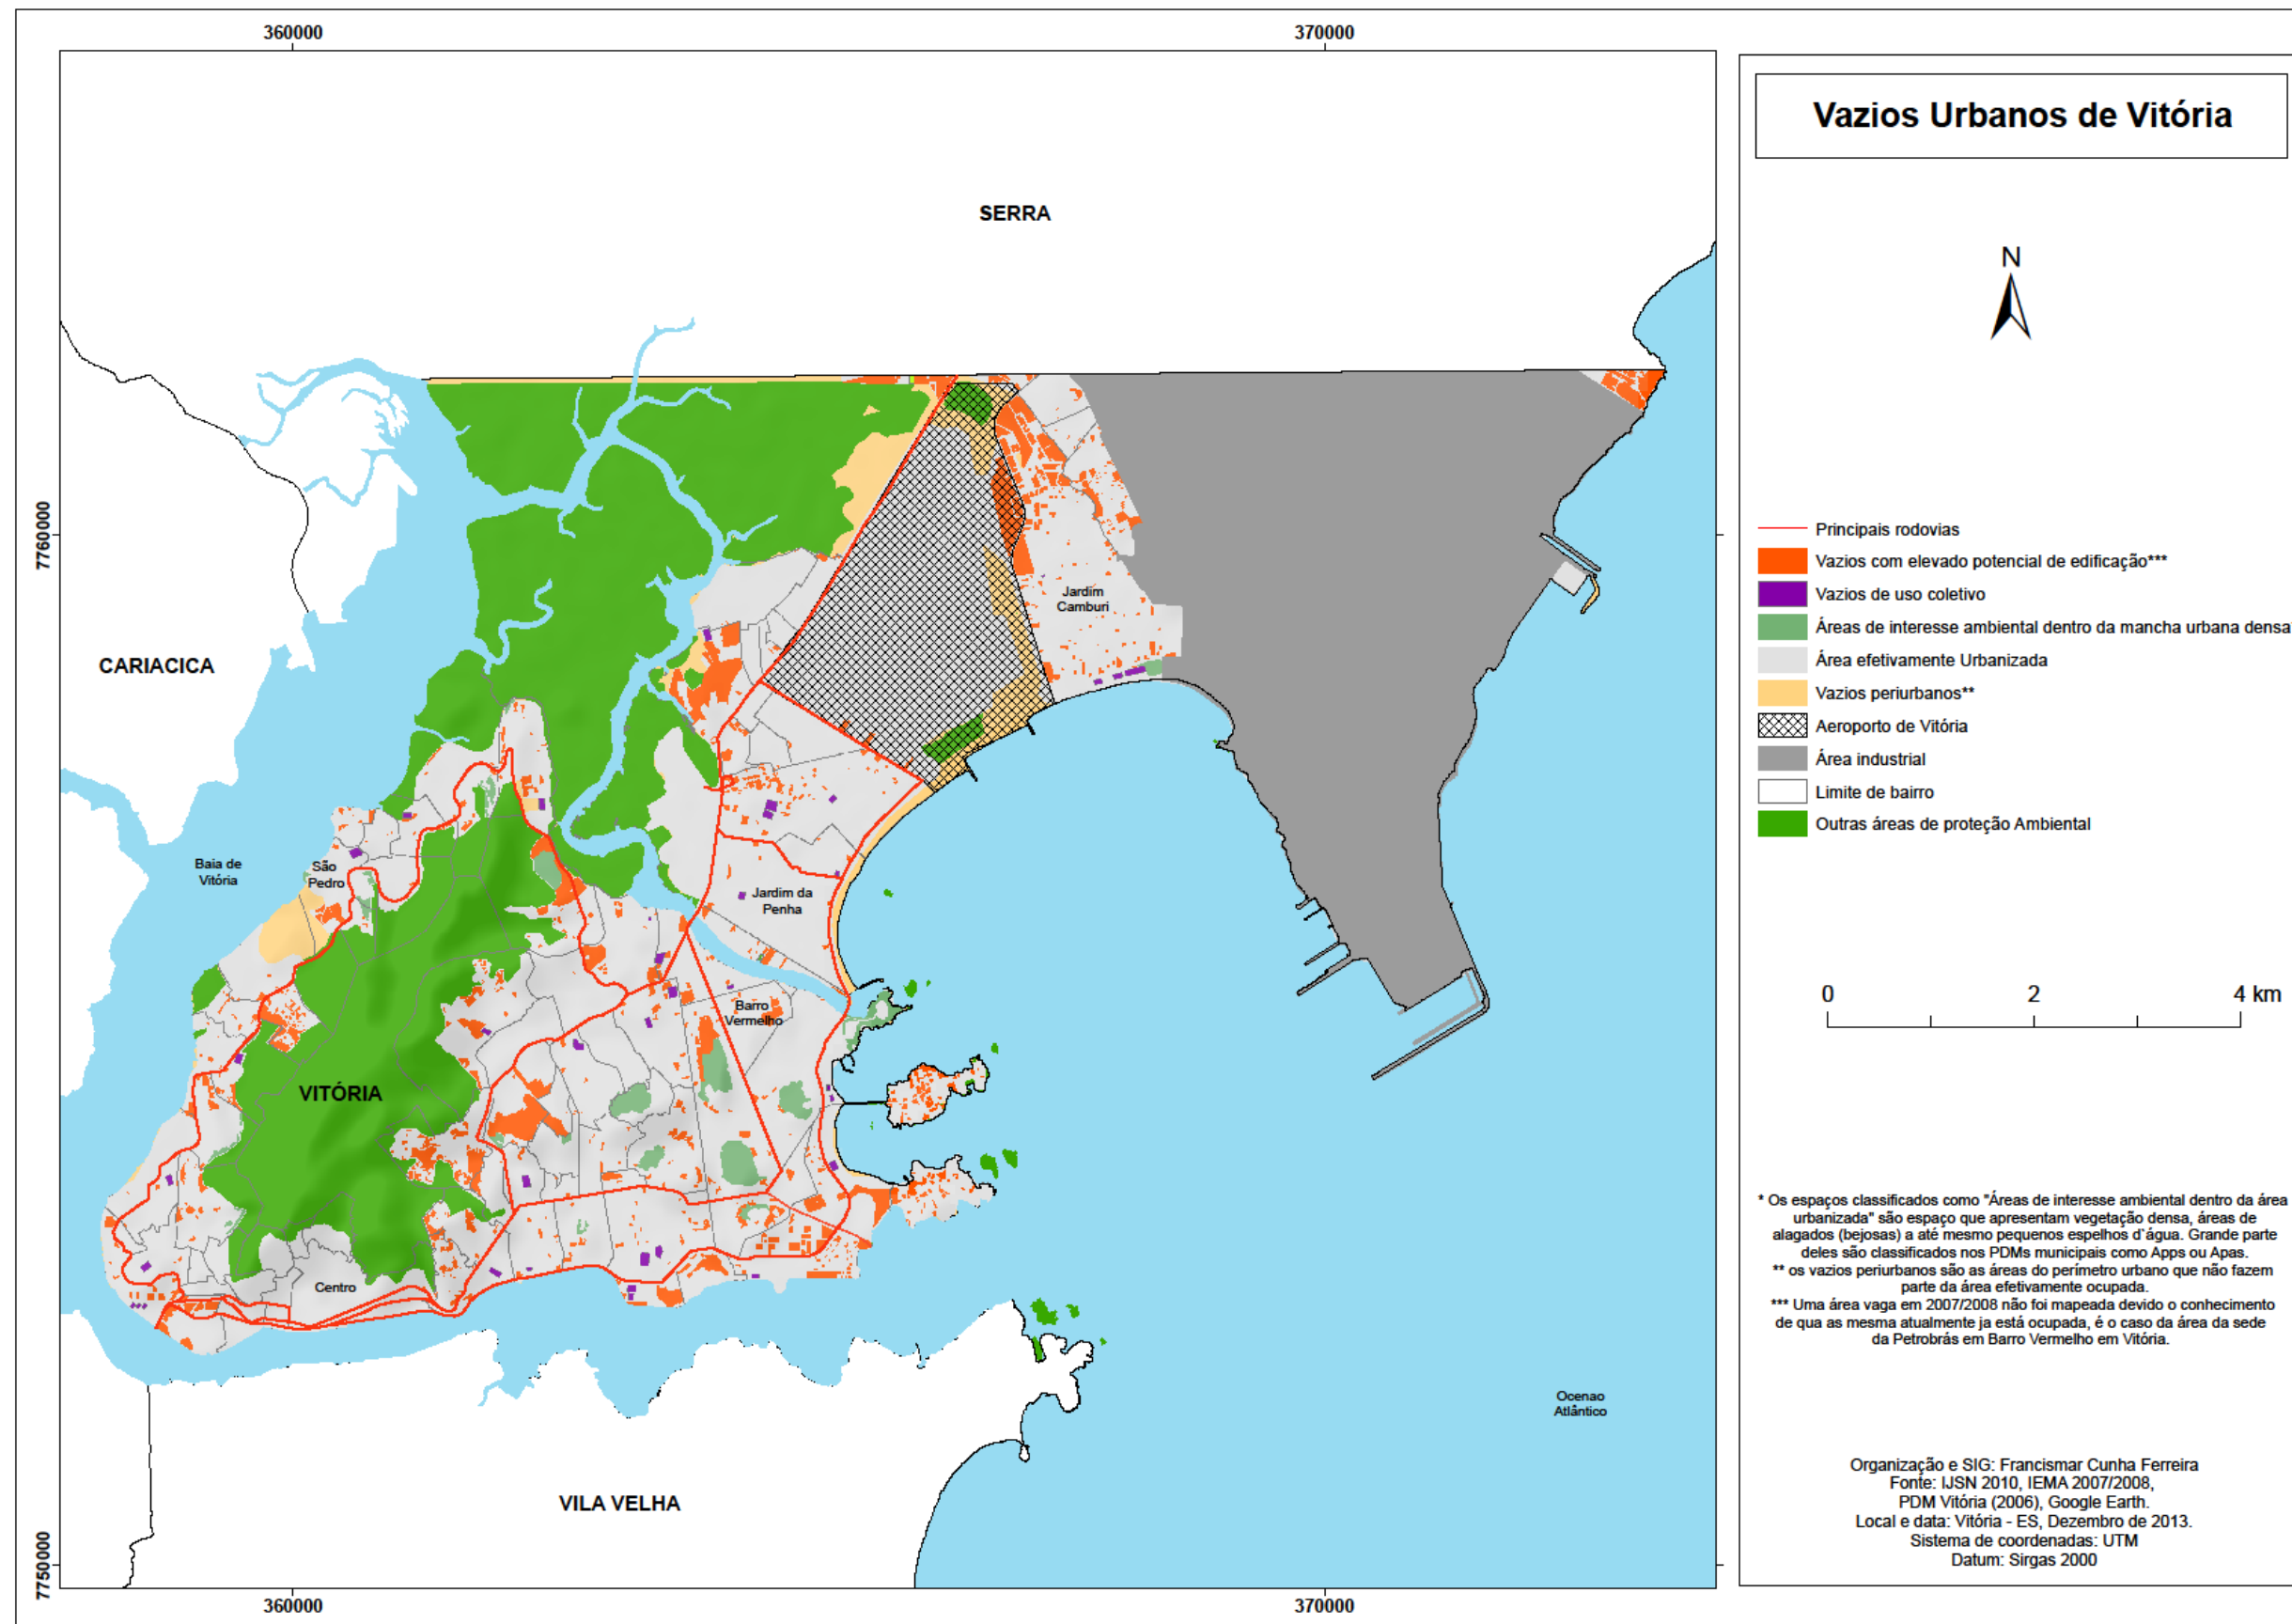 360000
370000
Vazios Urbanos de Vitória
SERRA
N
7760000
Principais rodovias
Vazios com elevado potencial de edificação***
Vazios de uso coletivo
Áreas de interesse ambiental dentro da mancha urbana densa
Área efetivamente Urbanizada
Vazios periurbanos**
Aeroporto de Vitória
Área industrial
Limite de bairro
Outras áreas de proteção Ambiental
Jardim
Camburi
CARIACICA
Baia de
Vitória
São
Pedro
Jardim da
Penha
Barro
Vermelho
VITÓRIA
Centro
0 2 4 km
* Os espaços classificados como "Áreas de interesse ambiental dentro da área
urbanizada" são espaço que apresentam vegetação densa, áreas de
alagados (bejosas) a até mesmo pequenos espelhos d´água. Grande parte
deles são classificados nos PDMs municipais como Apps ou Apas.
** os vazios periurbanos são as áreas do perímetro urbano que não fazem
parte da área efetivamente ocupada.
*** Uma área vaga em 2007/2008 não foi mapeada devido o conhecimento
de qua as mesma atualmente ja está ocupada, é o caso da área da sede
da Petrobrás em Barro Vermelho em Vitória.
Ocenao
Atlântico
VILA VELHA
Organização e SIG: Francismar Cunha Ferreira
Fonte: IJSN 2010, IEMA 2007/2008,
PDM Vitória (2006), Google Earth.
Local e data: Vitória - ES, Dezembro de 2013.
Sistema de coordenadas: UTM
Datum: Sirgas 2000
7750000
360000
370000